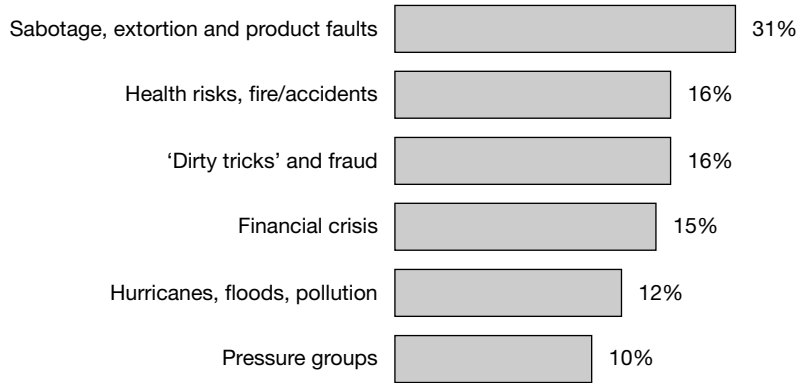 Sabotage, extortion and product faults 31%
Health risks, fire/accidents 16%
‘Dirty tricks’ and fraud 16%
Financial crisis 15%
Hurricanes, floods, pollution 12%
Pressure groups 10%